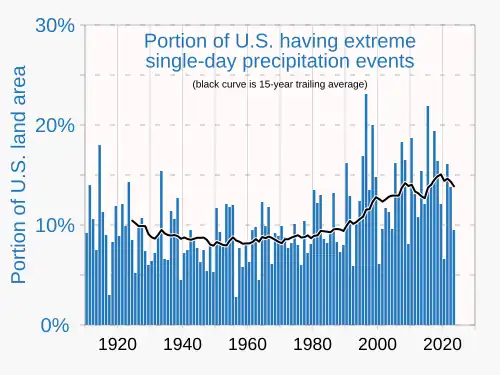 Portion of U.S. having extreme
single-day precipitation events
(black curve is 15-year trailing average)
Portion of U.S. land area
30%
20%
10%
0%
1920 1940 1960 1980 2000 2020